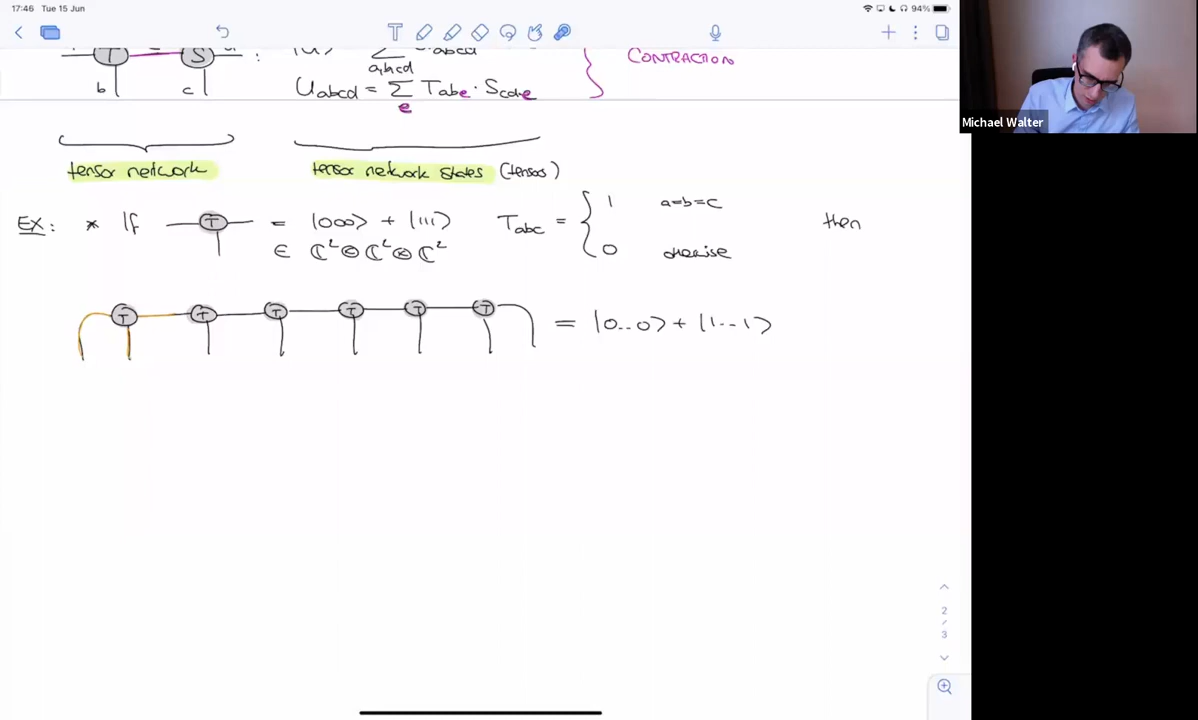 17:46 Tue 15 Jun
94%
T S :
b c
Σ
a,b,c,d
Uabcd = Σ Tabe · Scde
e
CONTRACTION
Michael Walter
tensor network
tensor network states (tensors)
EX: * If T = |000⟩ + |111⟩ Tabc = { 1 a=b=c then
∈ ℂ² ⊗ ℂ² ⊗ ℂ² 0 otherwise
T T T T T T = |0...0⟩ + |1...1⟩
2
/
3